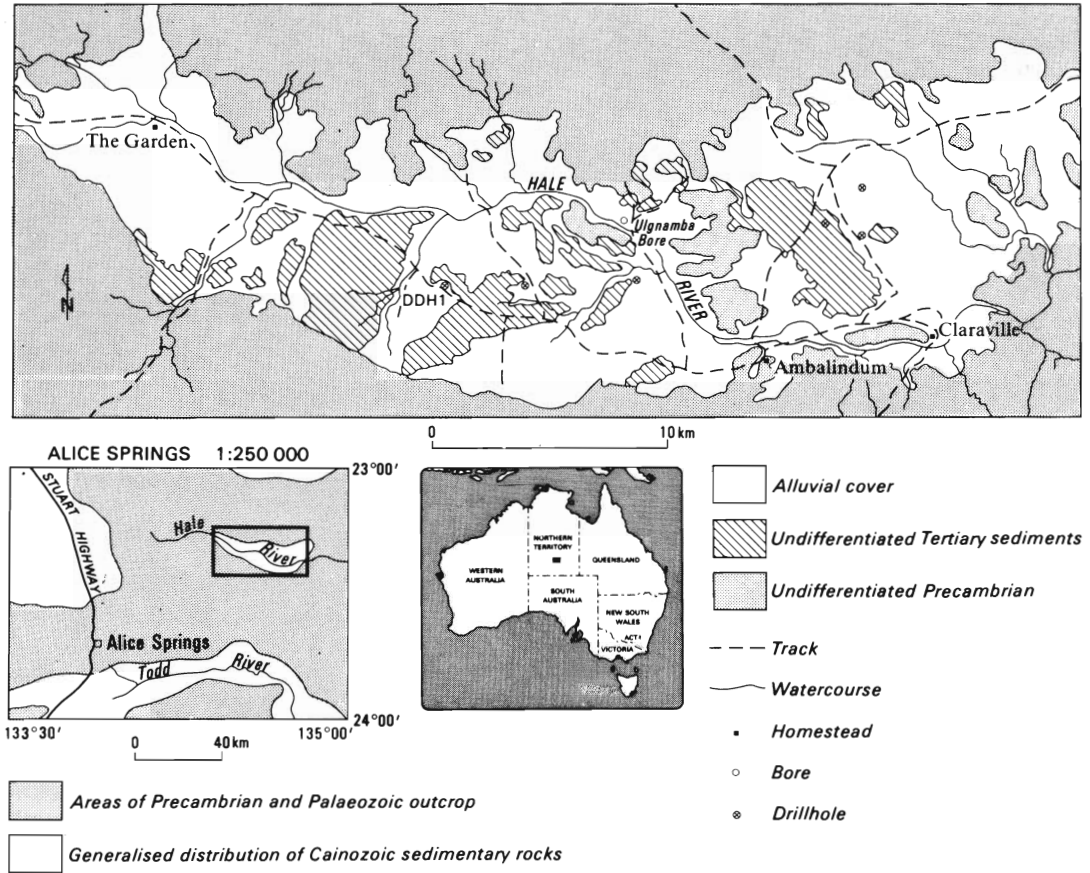 The Garden
HALE
Ulgnamba
Bore
RIVER
DDH1
N
Claraville
Ambalindum
0 10 km
ALICE SPRINGS 1:250 000
23°00'
STUART HIGHWAY
Hale
River
Alice Springs
Todd
River
24°00'
133°30' 135°00'
0 40 km
NORTHERN
TERRITORY
QUEENSLAND
WESTERN
AUSTRALIA
SOUTH
AUSTRALIA
NEW SOUTH
WALES
ACT
VICTORIA
Alluvial cover
Undifferentiated Tertiary sediments
Undifferentiated Precambrian
Track
Watercourse
Homestead
Bore
Drillhole
Areas of Precambrian and Palaeozoic outcrop
Generalised distribution of Cainozoic sedimentary rocks